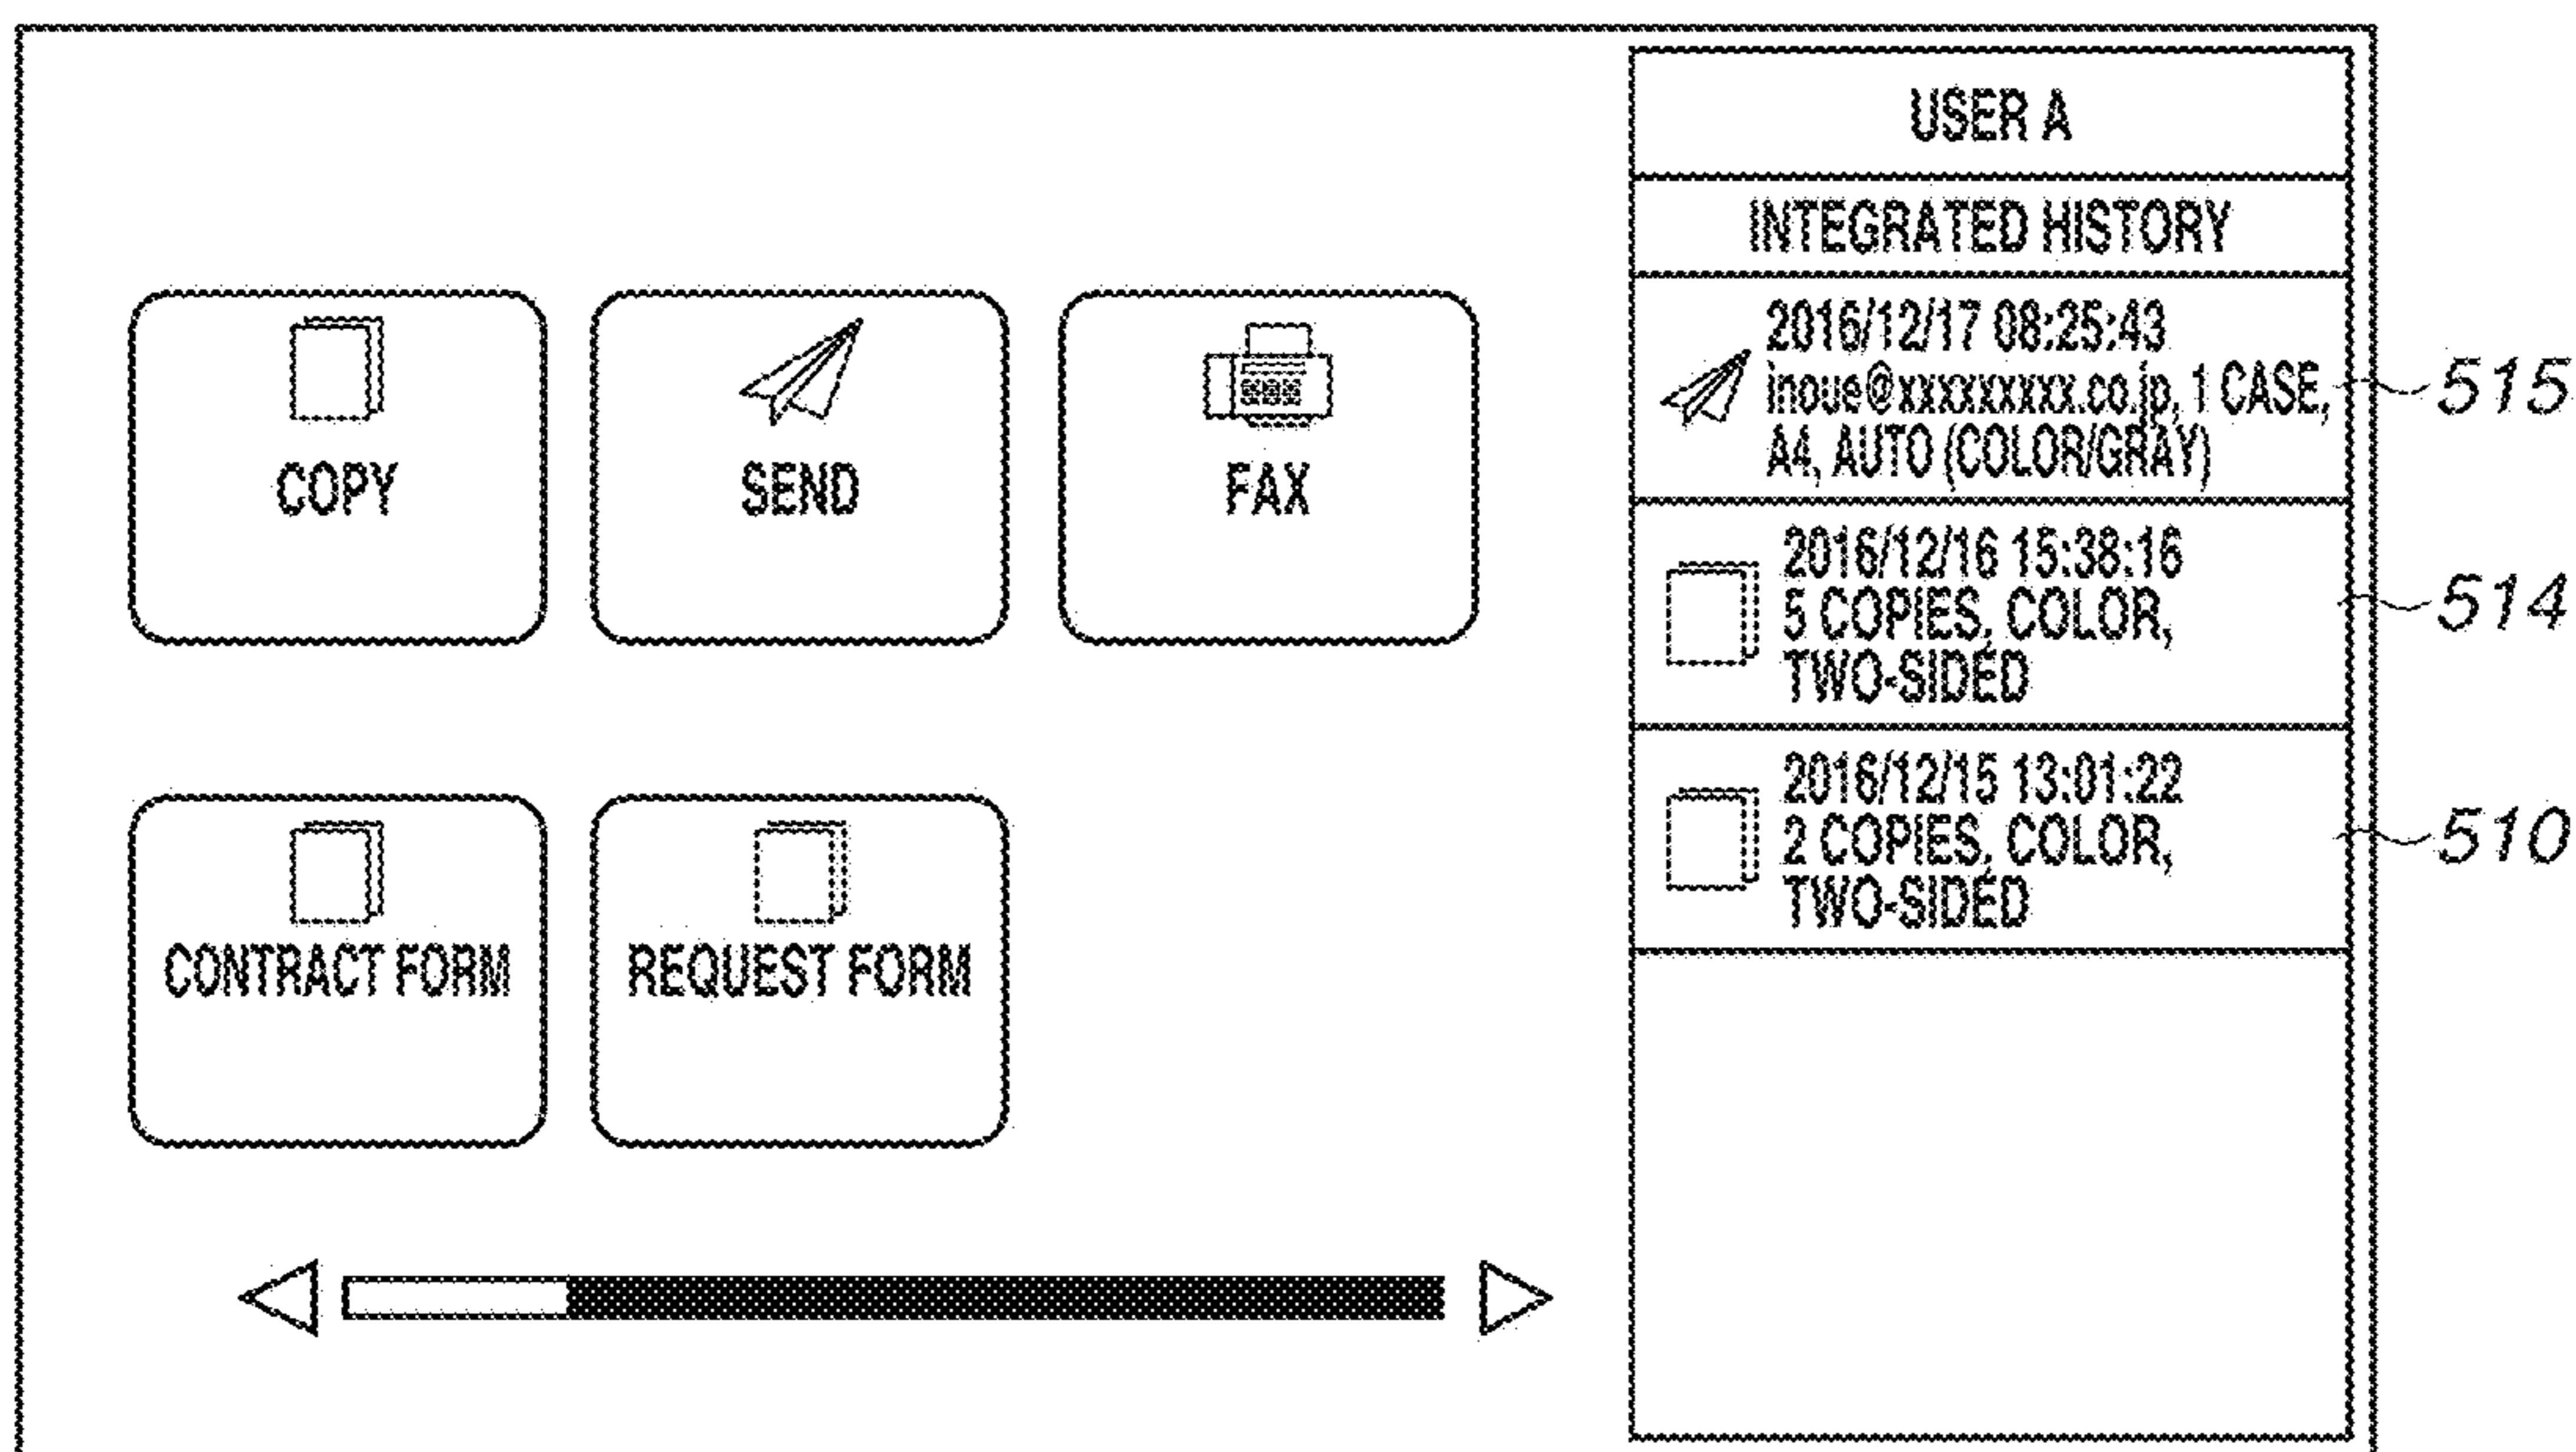 COPY
SEND
FAX
CONTRACT FORM
REQUEST FORM
USER A
INTEGRATED HISTORY
2016/12/17 08:25:43
inoue@xxxxxxxxx.co.jp, 1 CASE,
A4, AUTO (COLOR/GRAY)
515
2016/12/16 15:38:16
5 COPIES, COLOR,
TWO-SIDED
514
2016/12/15 13:01:22
2 COPIES, COLOR,
TWO-SIDED
510